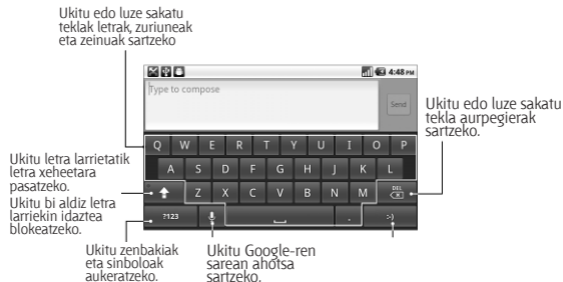 Ukitu edo luze sakatu
teklak letrak, zuriuneak
eta zeinuak sartzeko
4:48 PM
Type to compose
Send
Ukitu edo luze sakatu
tekla aurpegierak
sartzeko.
Q W E R T Y U I O P
A S D F G H J K L
Z X C V B N M DEL
?123 . :-)
Ukitu letra larrietatik
letra xeheetara
pasatzeko.
Ukitu bi aldiz letra
larriekin idaztea
blokeatzeko.
Ukitu zenbakiak
eta sinboloak
aukeratzeko.
Ukitu Google-ren
sarean ahotsa
sartzeko.